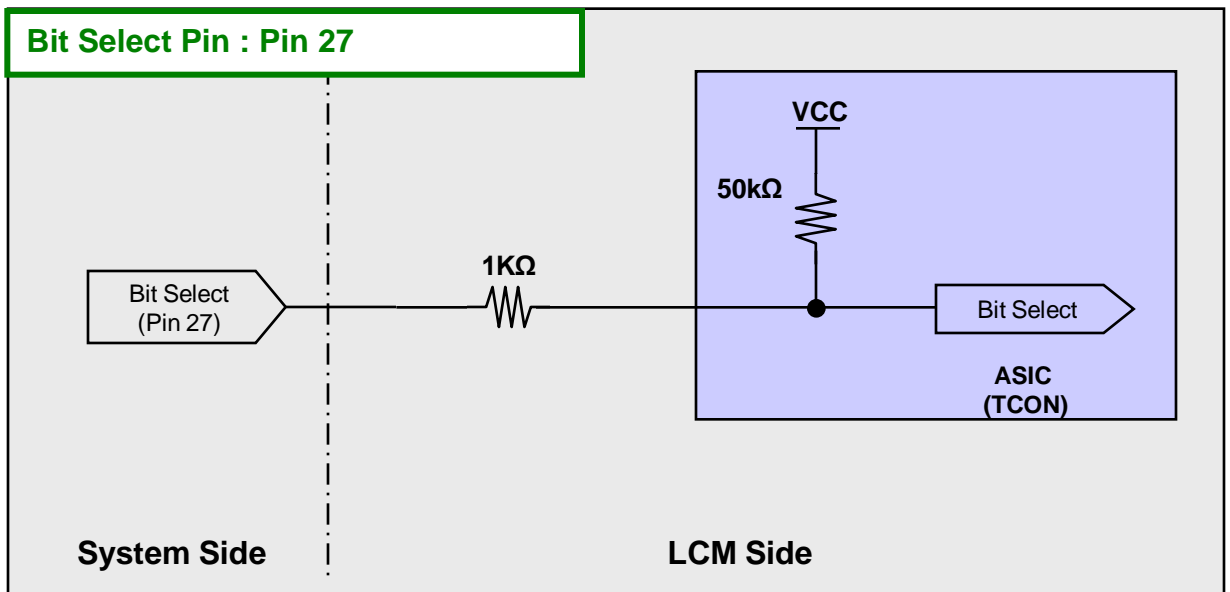 Bit Select Pin : Pin 27
VCC
50kΩ
1KΩ
Bit Select
(Pin 27)
Bit Select
ASIC
(TCON)
System Side
LCM Side